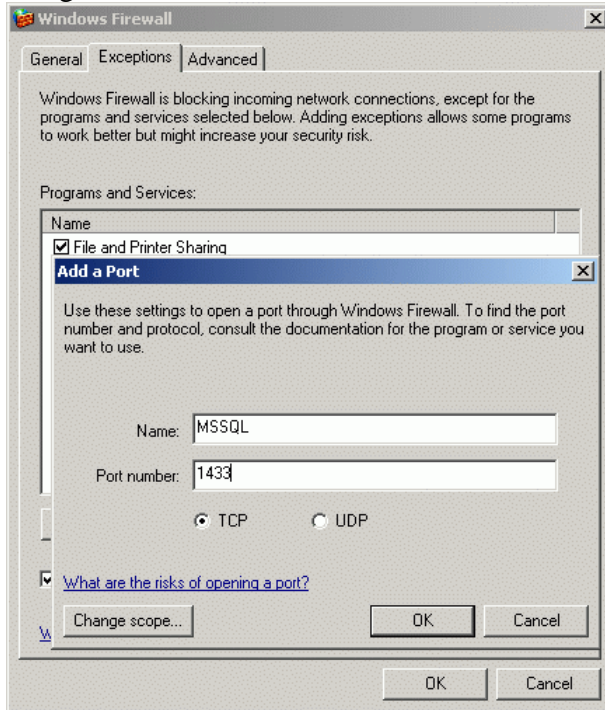 Windows Firewall
General Exceptions Advanced
Windows Firewall is blocking incoming network connections, except for the
programs and services selected below. Adding exceptions allows some programs
to work better but might increase your security risk.
Programs and Services:
Name
File and Printer Sharing
Add a Port
Use these settings to open a port through Windows Firewall. To find the port
number and protocol, consult the documentation for the program or service you
want to use.
Name: MSSQL
Port number: 1433
TCP UDP
What are the risks of opening a port?
Change scope... OK Cancel
OK Cancel